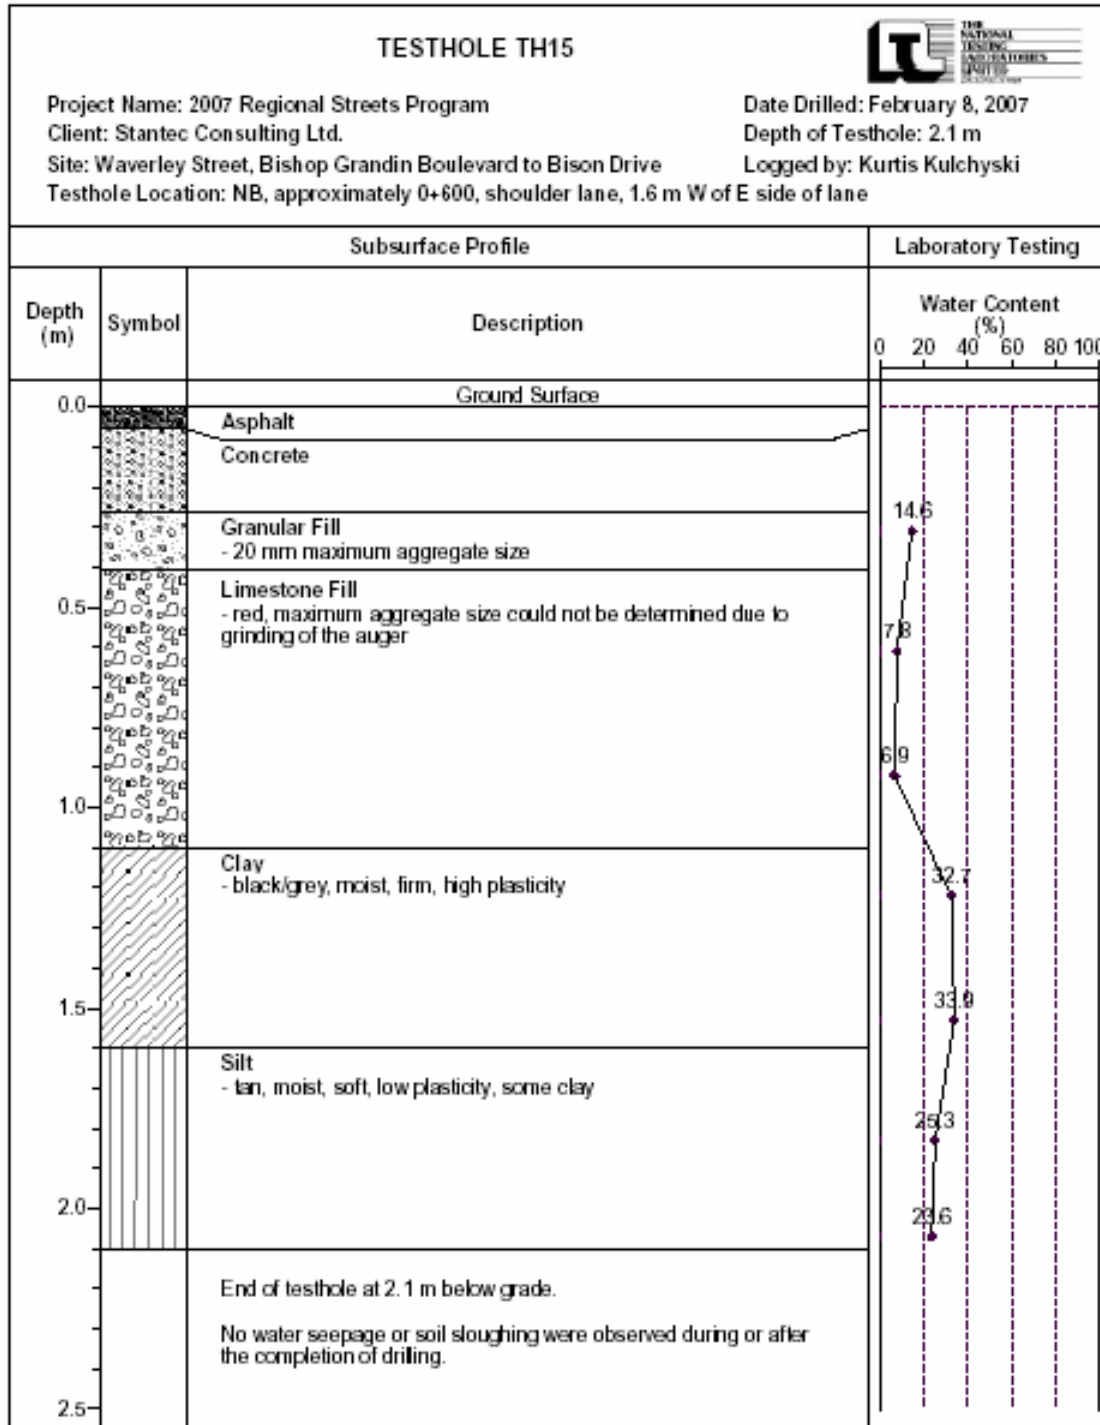 TESTHOLE TH15
THE
NATIONAL
TESTING
LABORATORIES
LIMITED
Project Name: 2007 Regional Streets Program
Date Drilled: February 8, 2007
Client: Stantec Consulting Ltd.
Depth of Testhole: 2.1 m
Site: Waverley Street, Bishop Grandin Boulevard to Bison Drive
Logged by: Kurtis Kulchyski
Testhole Location: NB, approximately 0+600, shoulder lane, 1.6 m W of E side of lane
Subsurface Profile
Laboratory Testing
Depth
(m)
Symbol
Description
Water Content
(%)
0 20 40 60 80 100
Ground Surface
0.0
Asphalt
Concrete
14.6
Granular Fill
- 20 mm maximum aggregate size
Limestone Fill
0.5
- red, maximum aggregate size could not be determined due to
grinding of the auger
7.8
6.9
1.0
Clay
- black/grey, moist, firm, high plasticity
32.7
33.9
1.5
Silt
- tan, moist, soft, low plasticity, some clay
25.3
2.0
23.6
End of testhole at 2.1 m below grade.
No water seepage or soil sloughing were observed during or after
the completion of drilling.
2.5